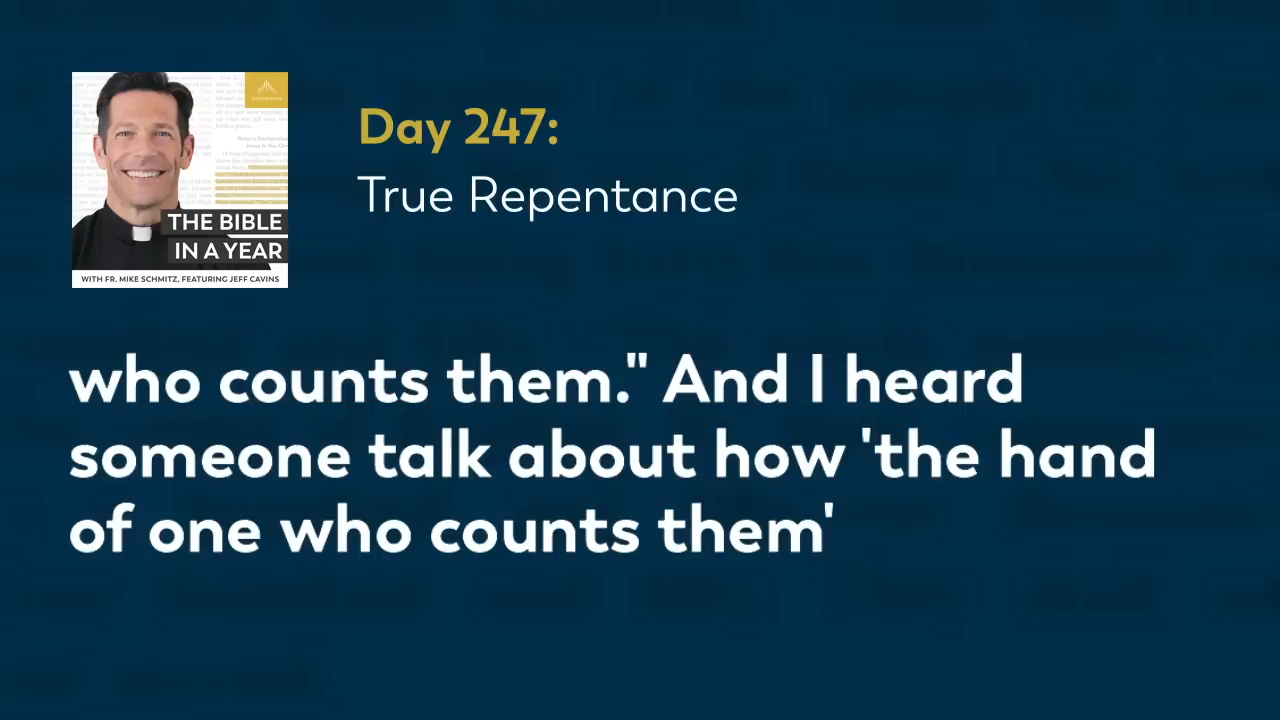 Day 247:
True Repentance
THE BIBLE
IN A YEAR
WITH FR. MIKE SCHMITZ, FEATURING JEFF CAVINS
who counts them." And I heard
someone talk about how 'the hand
of one who counts them'